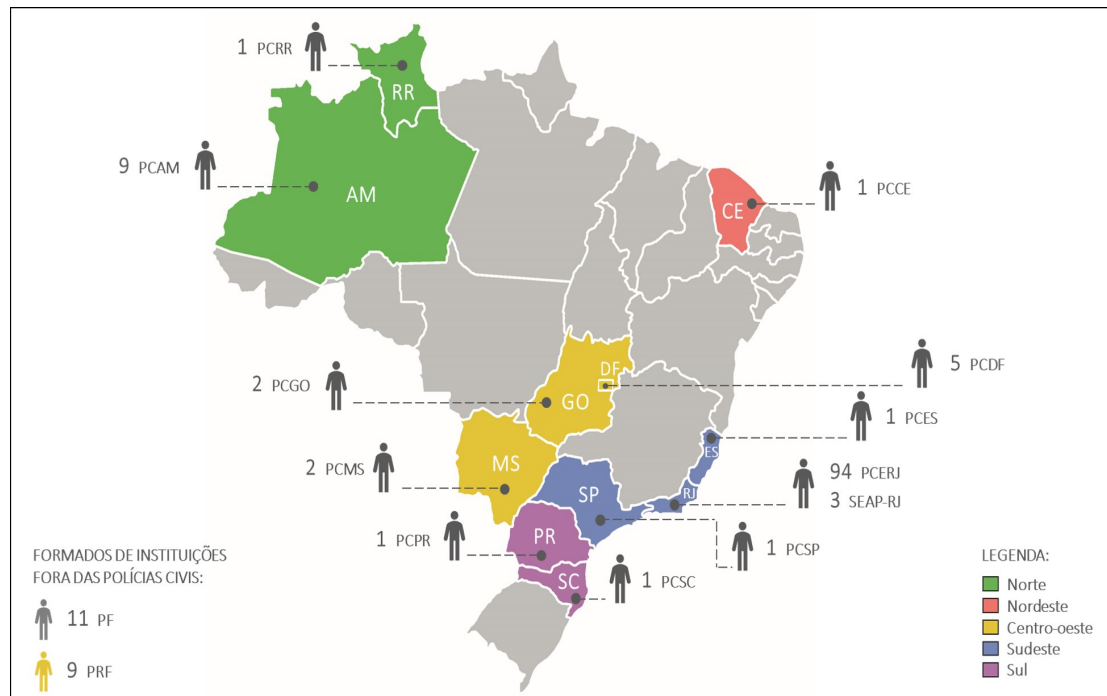 1 PCRR
RR
9 PCAM
AM
1 PCCE
CE
5 PCDF
DF
2 PCGO
GO
1 PCES
ES
2 PCMS
MS
94 PCERJ
3 SEAP-RJ
RJ
SP
1 PCSP
1 PCPR
PR
1 PCSC
SC
FORMADOS DE INSTITUIÇÕES
FORA DAS POLÍCIAS CIVIS:
11 PF
9 PRF
LEGENDA:
Norte
Nordeste
Centro-oeste
Sudeste
Sul